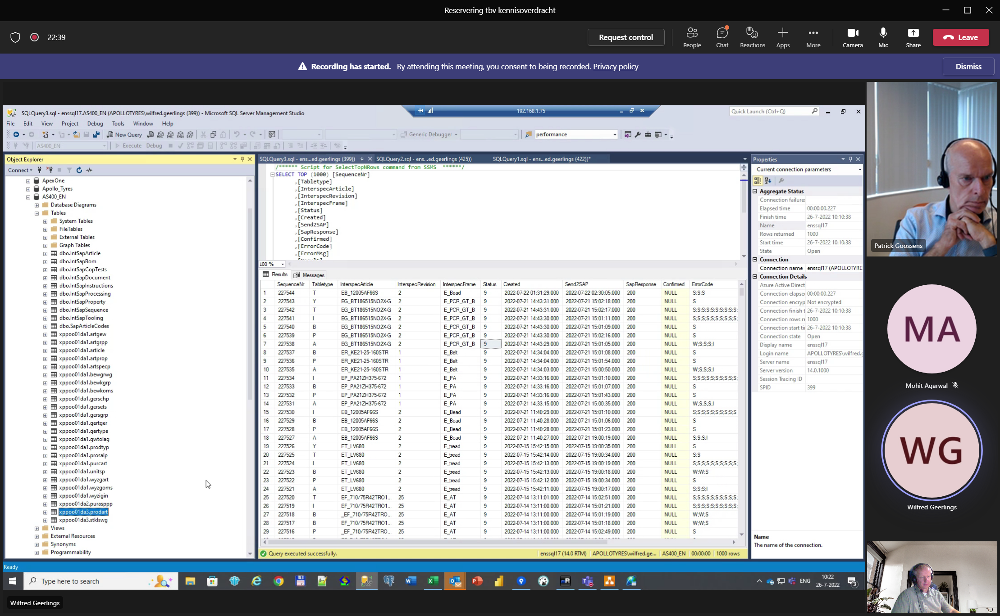 Reservering tbv kennisoverdracht
22:39
Request control
People
Chat
Reactions
Apps
More
Camera
Mic
Share
Leave
Recording has started. By attending this meeting, you consent to being recorded. Privacy policy
Dismiss
SQLQuery3.sql - enssql17.AS400_EN (APOLLOTYRES\wilfred.geerlings (399)) - Microsoft SQL Server Management Studio
192.168.1.75
Quick Launch (Ctrl+Q)
File Edit View Project Debug Tools Window Help
New Query
Generic Debugger
performance
AS400_EN
Execute Debug
Object Explorer
Connect
ApexOne
Apollo_Tyres
AS400_EN
Database Diagrams
Tables
System Tables
FileTables
External Tables
Graph Tables
dbo.IntSapArticle
dbo.IntSapBom
dbo.IntSapCopTests
dbo.IntSapDocument
dbo.IntSapInstructions
dbo.IntSapProcessing
dbo.IntSapProperty
dbo.IntSapSequence
dbo.IntSapTooling
dbo.SapArticleCodes
xppoo01da1.artgew
xppoo01da1.artgrpp
xppoo01da1.article
xppoo01da1.artprop
xppoo01da1.artspecp
xppoo01da1.bewgrwg
xppoo01da1.bewkgrp
xppoo01da1.bewkoms
xppoo01da1.gerschp
xppoo01da1.gersets
xppoo01da1.gersgrp
xppoo01da1.gertger
xppoo01da1.gertype
xppoo01da1.gwtolag
xppoo01da1.prodtyp
xppoo01da1.prosalp
xppoo01da1.purcart
xppoo01da1.unitsp
xppoo01da1.wyzgart
xppoo01da1.wyzgoms
xppoo01da1.wyzigin
xppoo01da2.purasppp
xppoo01da3.prodart
xppoo01da3.stklswg
Views
External Resources
Synonyms
Programmability
SQLQuery3.sql - ens...ed.geerlings (399)) SQLQuery2.sql - ens...ed.geerlings (425)) SQLQuery1.sql - ens...ed.geerlings (422))*
/****** Script for SelectTopNRows command from SSMS ******/
SELECT TOP (1000) [SequenceNr]
,[Tabletype]
,[InterspecArticle]
,[InterspecRevision]
,[InterspecFrame]
,[Status]
,[Created]
,[Send2SAP]
,[SapResponse]
,[Confirmed]
,[ErrorCode]
,[ErrorMsg]
100 %
Results Messages
SequenceNr Tabletype InterspecArticle InterspecRevision InterspecFrame Status Created Send2SAP SapResponse Confirmed ErrorCode
1 227544 T EB_12005AF66S 2 E_Bead 9 2022-07-22 01:31:29.000 2022-07-22 02:30:05.000 200 NULL S;S;S
2 227543 Y EG_BT186515NO2X-G 2 E_PCR_GT_B 9 2022-07-21 14:43:31.000 2022-07-21 15:02:18.000 200 NULL S
3 227542 T EG_BT186515NO2X-G 2 E_PCR_GT_B 9 2022-07-21 14:43:31.000 2022-07-21 15:02:17.000 200 NULL S;S;S;S;S;S;S;S;S;S;
4 227541 I EG_BT186515NO2X-G 2 E_PCR_GT_B 9 2022-07-21 14:43:30.000 2022-07-21 15:01:11.000 200 NULL S;S;S;S;S;S;S;S;S;S;
5 227540 B EG_BT186515NO2X-G 2 E_PCR_GT_B 9 2022-07-21 14:43:30.000 2022-07-21 15:01:09.000 200 NULL S
6 227539 P EG_BT186515NO2X-G 2 E_PCR_GT_B 9 2022-07-21 14:43:30.000 2022-07-21 15:02:16.000 200 NULL S
7 227538 A EG_BT186515NO2X-G 2 E_PCR_GT_B 9 2022-07-21 14:43:29.000 2022-07-21 15:01:05.000 200 NULL W;S;S;S;I
8 227537 B ER_KE21-25-160STR 1 E_Belt 9 2022-07-21 14:34:04.000 2022-07-21 15:01:08.000 200 NULL S
9 227536 P ER_KE21-25-160STR 1 E_Belt 9 2022-07-21 14:34:04.000 2022-07-21 15:01:54.000 200 NULL S
10 227535 A ER_KE21-25-160STR 1 E_Belt 9 2022-07-21 14:34:03.000 2022-07-21 15:00:50.000 200 NULL W;S;S;S;I
11 227534 I EP_PA21ZH375-672 1 E_PA 9 2022-07-21 14:33:16.000 2022-07-21 15:01:10.000 200 NULL S;S;S;S;S;S;S;S;S;S;
12 227533 B EP_PA21ZH375-672 1 E_PA 9 2022-07-21 14:33:16.000 2022-07-21 15:01:07.000 200 NULL S
13 227532 P EP_PA21ZH375-672 1 E_PA 9 2022-07-21 14:33:16.000 2022-07-21 15:01:43.000 200 NULL S
14 227531 A EP_PA21ZH375-672 1 E_PA 9 2022-07-21 14:33:15.000 2022-07-21 15:00:35.000 200 NULL W;S;S;S;I
15 227530 I EB_12005AF66S 2 E_Bead 9 2022-07-21 11:40:29.000 2022-07-21 15:01:10.000 200 NULL S;S;S;S;S;S;S;S;S;S
16 227529 B EB_12005AF66S 2 E_Bead 9 2022-07-21 11:40:28.000 2022-07-21 15:01:06.000 200 NULL S
17 227528 P EB_12005AF66S 2 E_Bead 9 2022-07-21 11:40:28.000 2022-07-21 15:01:23.000 200 NULL S
18 227527 A EB_12005AF66S 2 E_Bead 9 2022-07-21 11:40:27.000 2022-07-21 19:00:19.000 200 NULL S;S;S;I
19 227526 Y ET_LV680 2 E_tread 9 2022-07-15 15:42:15.000 2022-07-15 19:00:35.000 200 NULL S
20 227525 T ET_LV680 2 E_tread 9 2022-07-15 15:42:14.000 2022-07-15 19:00:34.000 200 NULL S;S
21 227524 I ET_LV680 2 E_tread 9 2022-07-15 15:42:13.000 2022-07-15 19:00:19.000 200 NULL S;S;S;S;S;S;S;S;S;S;
22 227523 B ET_LV680 2 E_tread 9 2022-07-15 15:42:13.000 2022-07-15 19:00:18.000 200 NULL W;W;S
23 227522 P ET_LV680 2 E_tread 9 2022-07-15 15:42:12.000 2022-07-15 19:00:34.000 200 NULL S
24 227521 A ET_LV680 2 E_tread 9 2022-07-15 15:42:11.000 2022-07-15 19:00:17.000 200 NULL S;S;S;I
25 227520 T EF_710/75R42TRO1... 25 E_AT 9 2022-07-14 13:11:01.000 2022-07-14 15:02:51.000 200 NULL S;S;S;S;S;S;S;S;S;S;
26 227519 I EF_710/75R42TRO1... 25 E_AT 9 2022-07-14 13:11:00.000 2022-07-14 15:01:21.000 200 NULL S;S;S;S;S;S;S;S;S;S;
27 227518 B _EF_710/75R42TRO... 25 E_AT 9 2022-07-14 13:11:00.000 2022-07-14 15:01:19.000 200 NULL W;W;S
28 227517 B EF_710/75R42TRO1... 25 E_AT 9 2022-07-14 13:11:00.000 2022-07-14 15:01:18.000 200 NULL W;W;S
29 227516 P _EF_710/75R42TRO... 25 E_AT 9 2022-07-14 13:11:00.000 2022-07-14 15:02:49.000 200 NULL S
Query executed successfully. enssql17 (14.0 RTM) APOLLOTYRES\wilfred.ge... AS400_EN 00:00:00 1000 rows
Properties
Current connection parameters
Aggregate Status
Connection failure:
Elapsed time 00:00:00.227
Finish time 26-7-2022 10:10:38
Name enssql17
Rows returned 1000
Start time 26-7-2022 10:10:38
State Open
Connection
Connection name enssql17 (APOLLOTYRE
Connection Details
Azure Active Direct
Connection elapse 00:00:00.227
Connection encryp Not encrypted
Connection finish t 26-7-2022 10:10:38
Connection rows re 1000
Connection start ti 26-7-2022 10:10:38
Connection state Open
Display name enssql17
Login name APOLLOTYRES\wilfred.g
Server name enssql17
Server version 14.0.1000
Session Tracing ID
SPID 399
Name
The name of the connection.
Ready
Type here to search
ENG
10:22
26-7-2022
3
Wilfred Geerlings
Patrick Goossens
MA
Mohit Agarwal
WG
Wilfred Geerlings